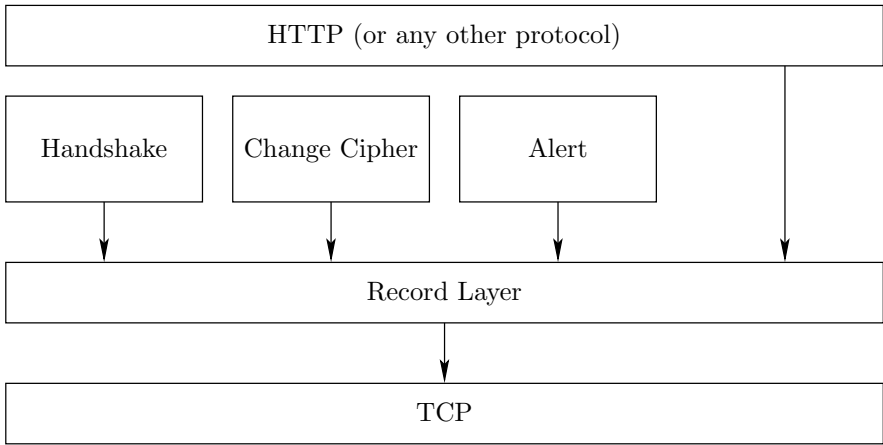 HTTP (or any other protocol)
Handshake
Change Cipher
Alert
Record Layer
TCP